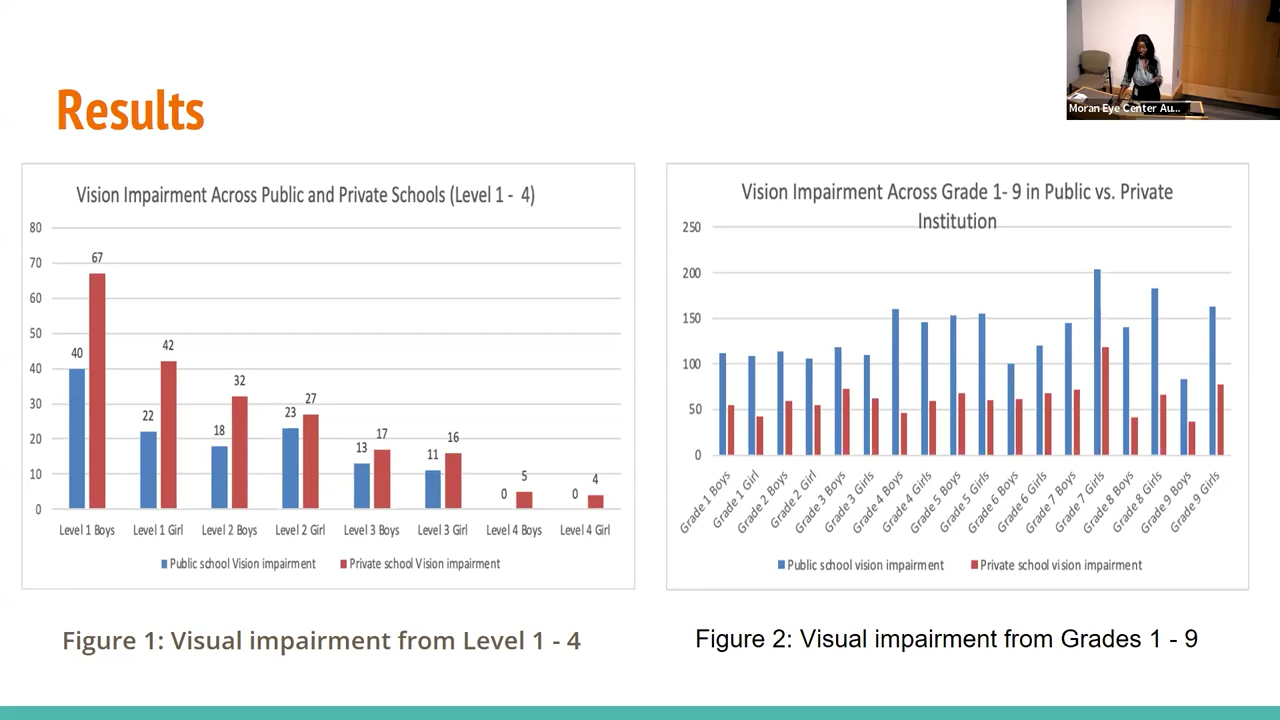 Moran Eye Center Au...
Results
Vision Impairment Across Public and Private Schools (Level 1 - 4)
80
70
60
50
40
30
20
10
0
40
67
22
42
18
32
23
27
13
17
11
16
0
5
0
4
Level 1 Boys
Level 1 Girl
Level 2 Boys
Level 2 Girl
Level 3 Boys
Level 3 Girl
Level 4 Boys
Level 4 Girl
Public school Vision impairment
Private school Vision impairment
Figure 1: Visual impairment from Level 1 - 4
Vision Impairment Across Grade 1- 9 in Public vs. Private
Institution
250
200
150
100
50
0
Grade 1 Boys
Grade 1 Girl
Grade 2 Boys
Grade 2 Girl
Grade 3 Boys
Grade 3 Girls
Grade 4 Boys
Grade 4 Girls
Grade 5 Boys
Grade 5 Girls
Grade 6 Boys
Grade 6 Girls
Grade 7 Boys
Grade 7 Girls
Grade 8 Boys
Grade 8 Girls
Grade 9 Boys
Grade 9 Girls
Public school vision impairment
Private school vision impairment
Figure 2: Visual impairment from Grades 1 - 9